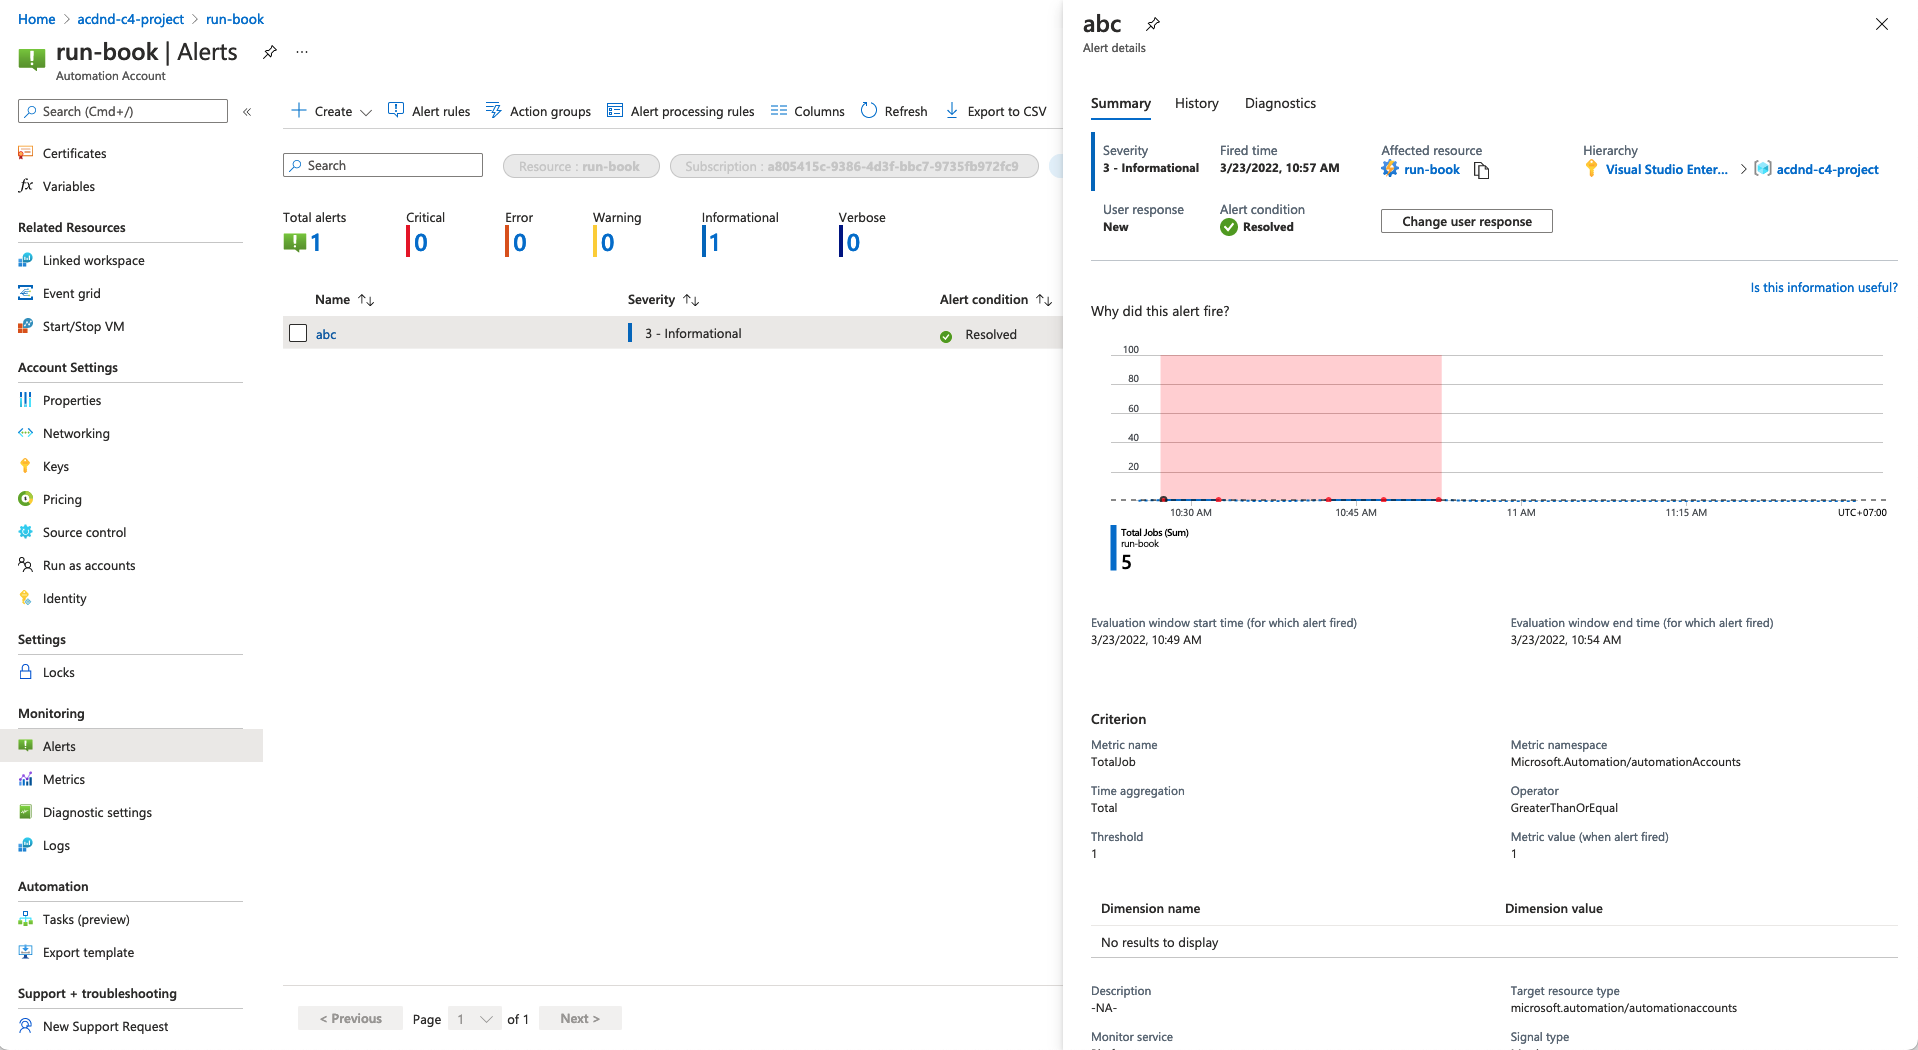 Home > acdnd-c4-project > run-book
run-book | Alerts
Automation Account
Search (Cmd+/)
Certificates
Variables
Related Resources
Linked workspace
Event grid
Start/Stop VM
Account Settings
Properties
Networking
Keys
Pricing
Source control
Run as accounts
Identity
Settings
Locks
Monitoring
Alerts
Metrics
Diagnostic settings
Logs
Automation
Tasks (preview)
Export template
Support + troubleshooting
New Support Request
Create Alert rules Action groups Alert processing rules Columns Refresh Export to CSV
Search Resource : run-book Subscription : a805415c-9386-4d3f-bbc7-9735fb972fc9
Total alerts Critical Error Warning Informational Verbose
1 0 0 0 1 0
Name Severity Alert condition
abc 3 - Informational Resolved
< Previous Page 1 of 1 Next >
abc
Alert details
Summary History Diagnostics
Severity Fired time Affected resource Hierarchy
3 - Informational 3/23/2022, 10:57 AM run-book Visual Studio Enter... > acdnd-c4-project
User response Alert condition
New Resolved Change user response
Is this information useful?
Why did this alert fire?
100
80
60
40
20
10:30 AM 10:45 AM 11 AM 11:15 AM UTC+07:00
Total Jobs (Sum)
run-book
5
Evaluation window start time (for which alert fired) Evaluation window end time (for which alert fired)
3/23/2022, 10:49 AM 3/23/2022, 10:54 AM
Criterion
Metric name Metric namespace
TotalJob Microsoft.Automation/automationAccounts
Time aggregation Operator
Total GreaterThanOrEqual
Threshold Metric value (when alert fired)
1 1
Dimension name Dimension value
No results to display
Description Target resource type
-NA- microsoft.automation/automationaccounts
Monitor service Signal type